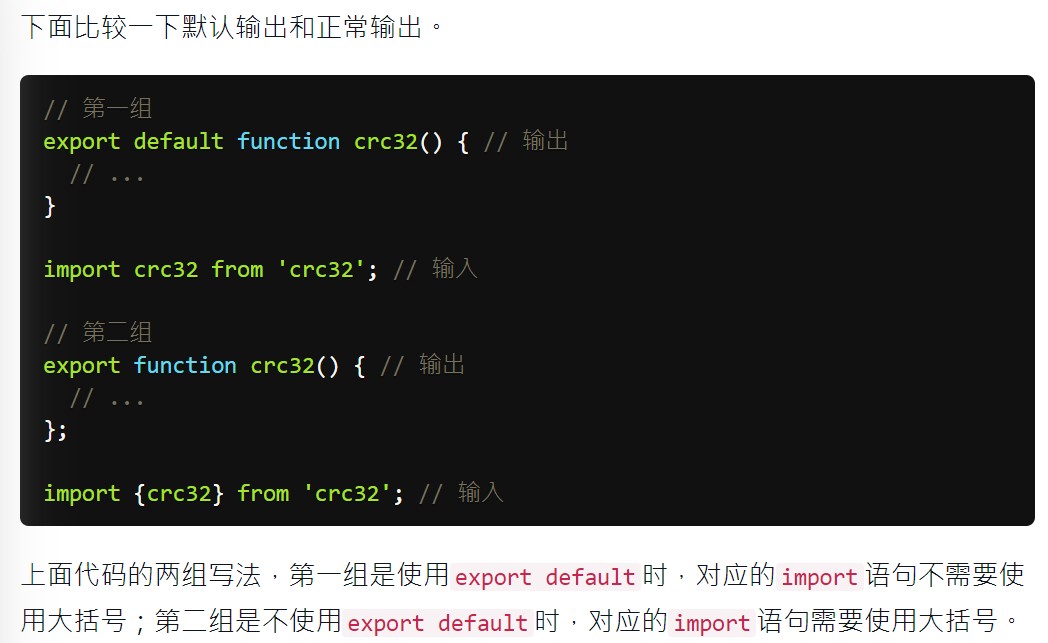 下面比较一下默认输出和正常输出。
// 第一组
export default function crc32() { // 输出
  // ...
}
import crc32 from 'crc32'; // 输入
// 第二组
export function crc32() { // 输出
  // ...
};
import {crc32} from 'crc32'; // 输入
上面代码的两组写法，第一组是使用export default时，对应的import语句不需要使
用大括号；第二组是不使用export default时，对应的import语句需要使用大括号。